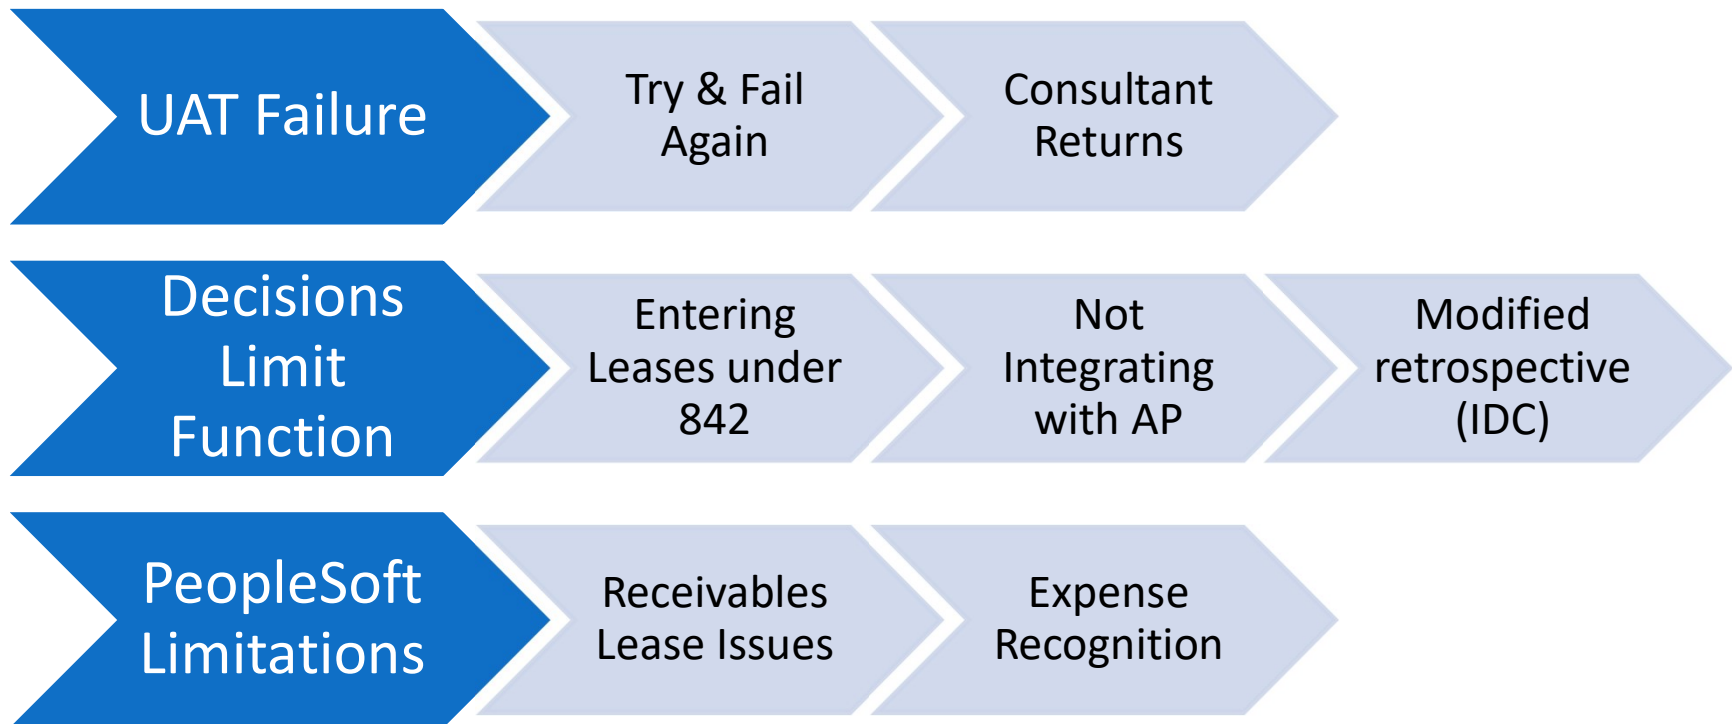 UAT Failure
Try & Fail
Again
Consultant
Returns
Decisions
Limit
Function
Entering
Leases under
842
Not
Integrating
with AP
Modified
retrospective
(IDC)
PeopleSoft
Limitations
Receivables
Lease Issues
Expense
Recognition